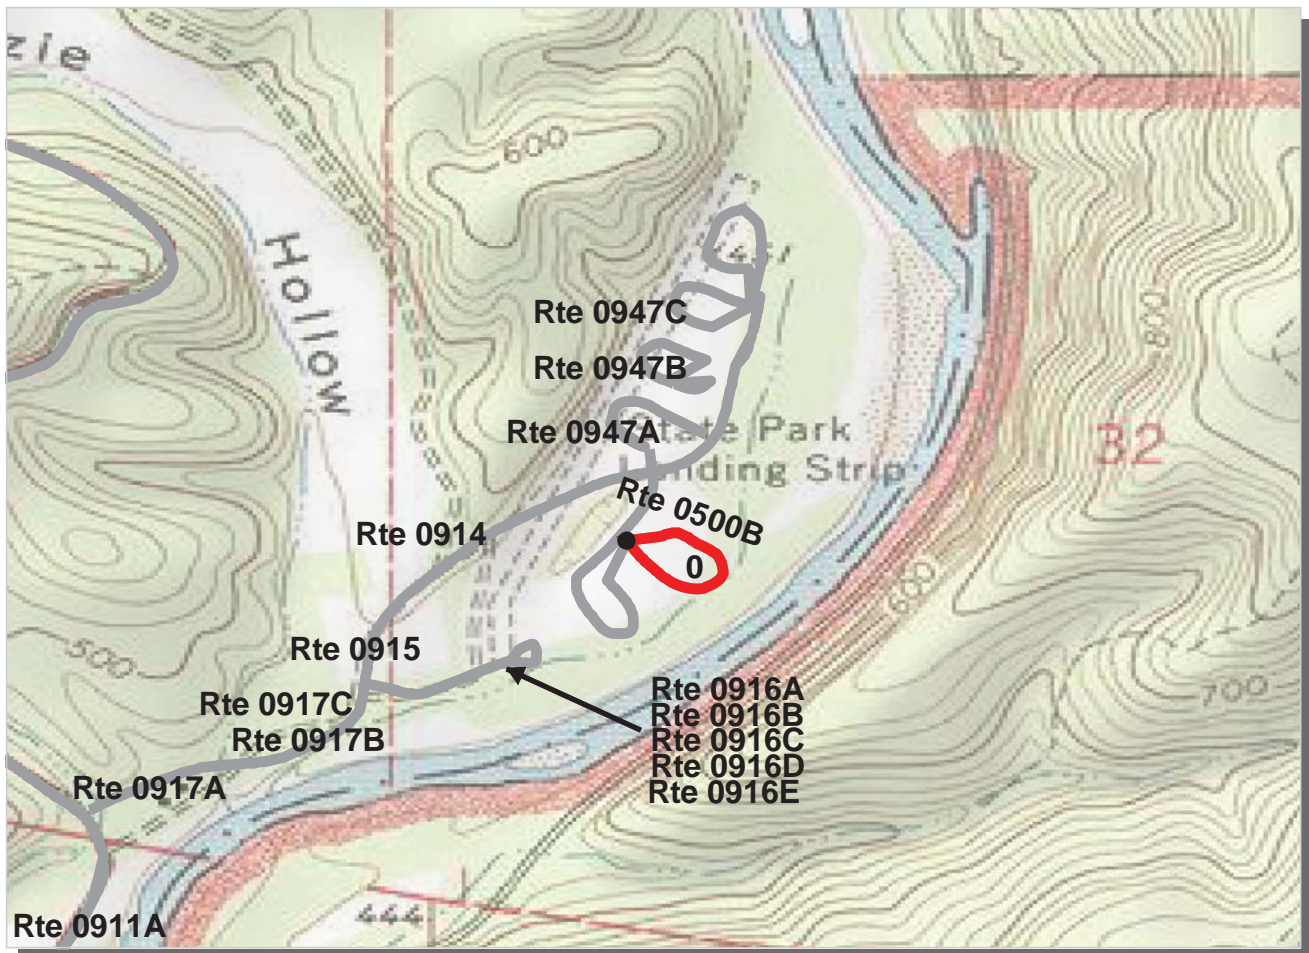 zie
600
Hollow
451
Rte 0947C
800
Rte 0947B
Rte 0947A
State Park
32
Landing Strip
Rte 0500B
Rte 0914
0
600
Rte 0915
500
Rte 0916A
700
Rte 0917C
Rte 0916B
Rte 0917B
Rte 0916C
Rte 0916D
Rte 0917A
Rte 0916E
444
Rte 0911A